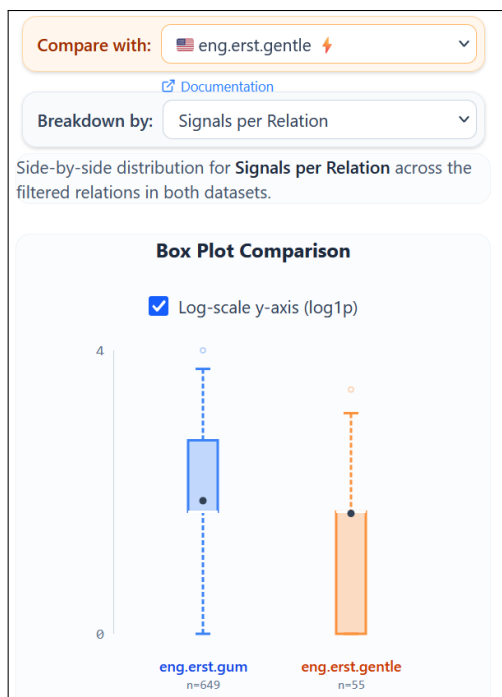 Compare with: eng.erst.gentle
Documentation
Breakdown by: Signals per Relation
Side-by-side distribution for Signals per Relation across the
filtered relations in both datasets.
Box Plot Comparison
Log-scale y-axis (log1p)
4
0
eng.erst.gum eng.erst.gentle
n=649 n=55